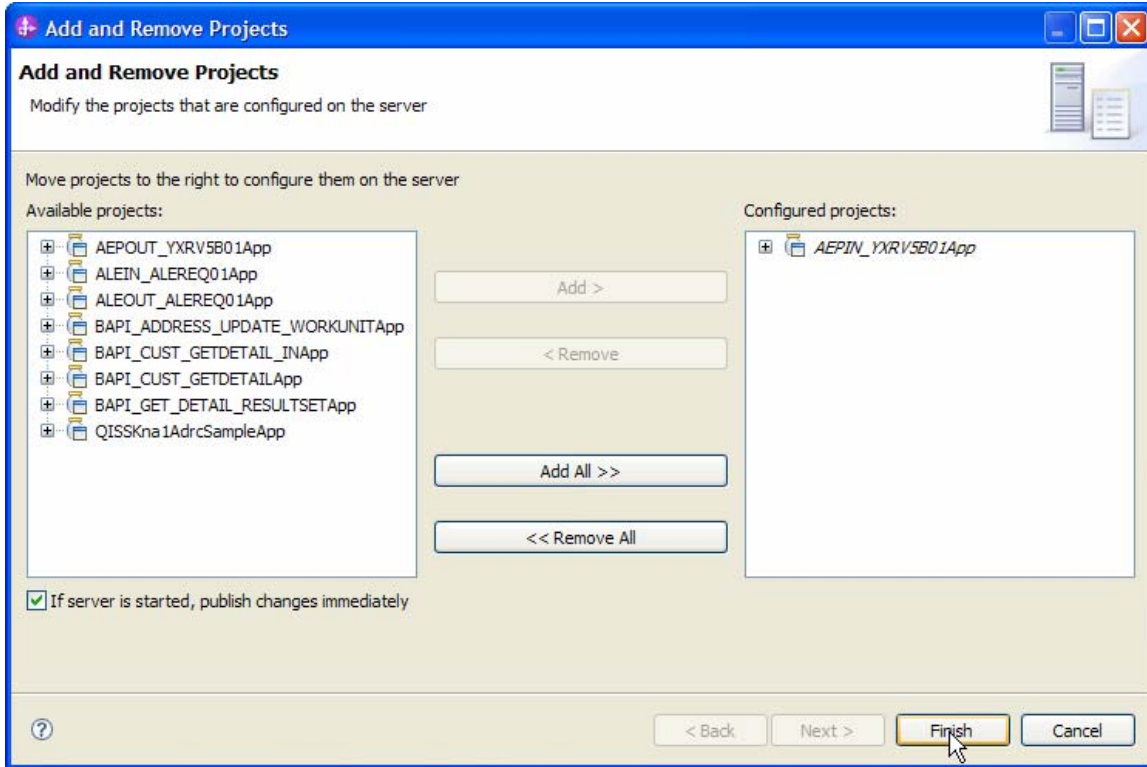 Add and Remove Projects
Add and Remove Projects
Modify the projects that are configured on the server
Move projects to the right to configure them on the server
Available projects:
Configured projects:
AEPOUT_YXRV5B01App
ALEIN_ALEREQ01App
ALEOUT_ALEREQ01App
BAPI_ADDRESS_UPDATE_WORKUNITApp
BAPI_CUST_GETDETAIL_INApp
BAPI_CUST_GETDETAILApp
BAPI_GET_DETAIL_RESULTSETApp
QISSKna1AdrcSampleApp
Add >
< Remove
Add All >>
<< Remove All
AEPIN_YXRV5B01App
If server is started, publish changes immediately
?
< Back
Next >
Finish
Cancel